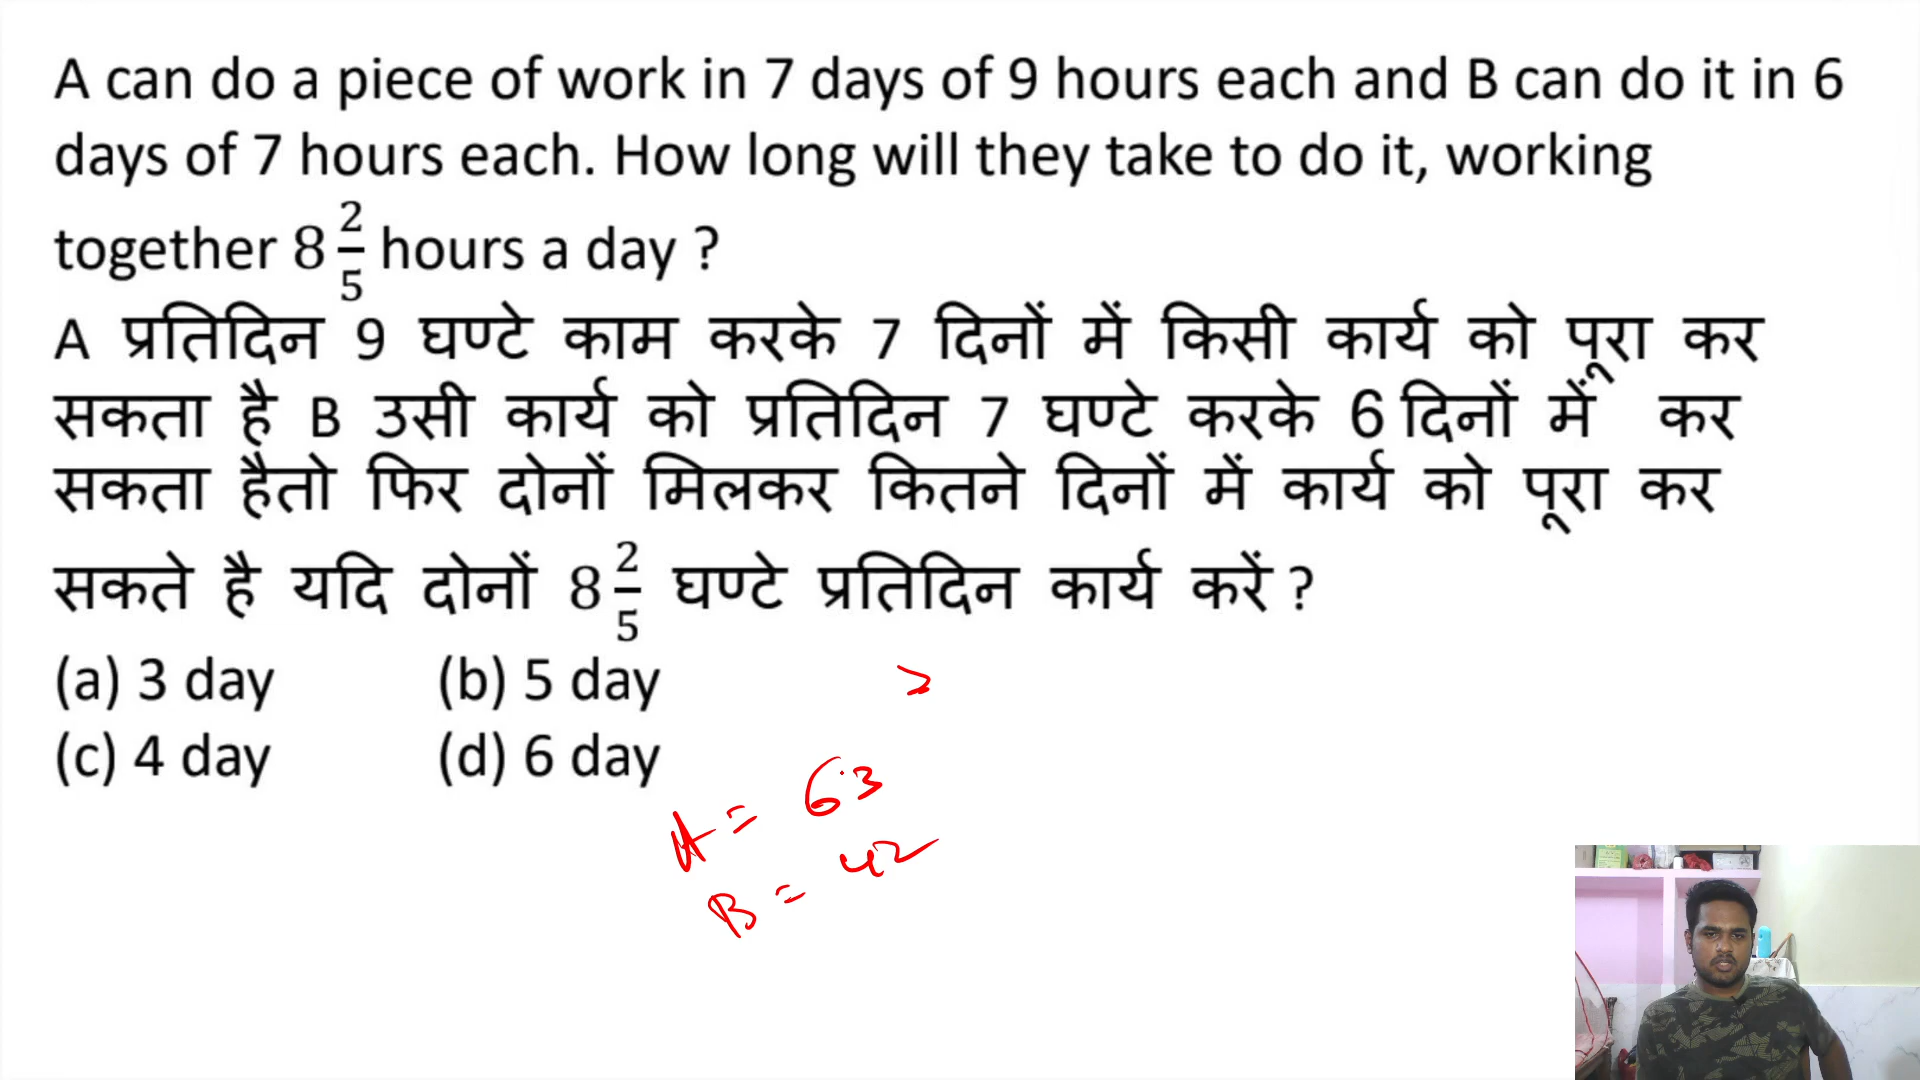 A can do a piece of work in 7 days of 9 hours each and B can do it in 6
days of 7 hours each. How long will they take to do it, working
together 8 2/5 hours a day ?
A प्रतिदिन 9 घण्टे काम करके 7 दिनों में किसी कार्य को पूरा कर
सकता है B उसी कार्य को प्रतिदिन 7 घण्टे करके 6 दिनों में कर
सकता हैतो फिर दोनों मिलकर कितने दिनों में कार्य को पूरा कर
सकते है यदि दोनों 8 2/5 घण्टे प्रतिदिन कार्य करें ?
(a) 3 day (b) 5 day
(c) 4 day (d) 6 day
A = 63
B = 42